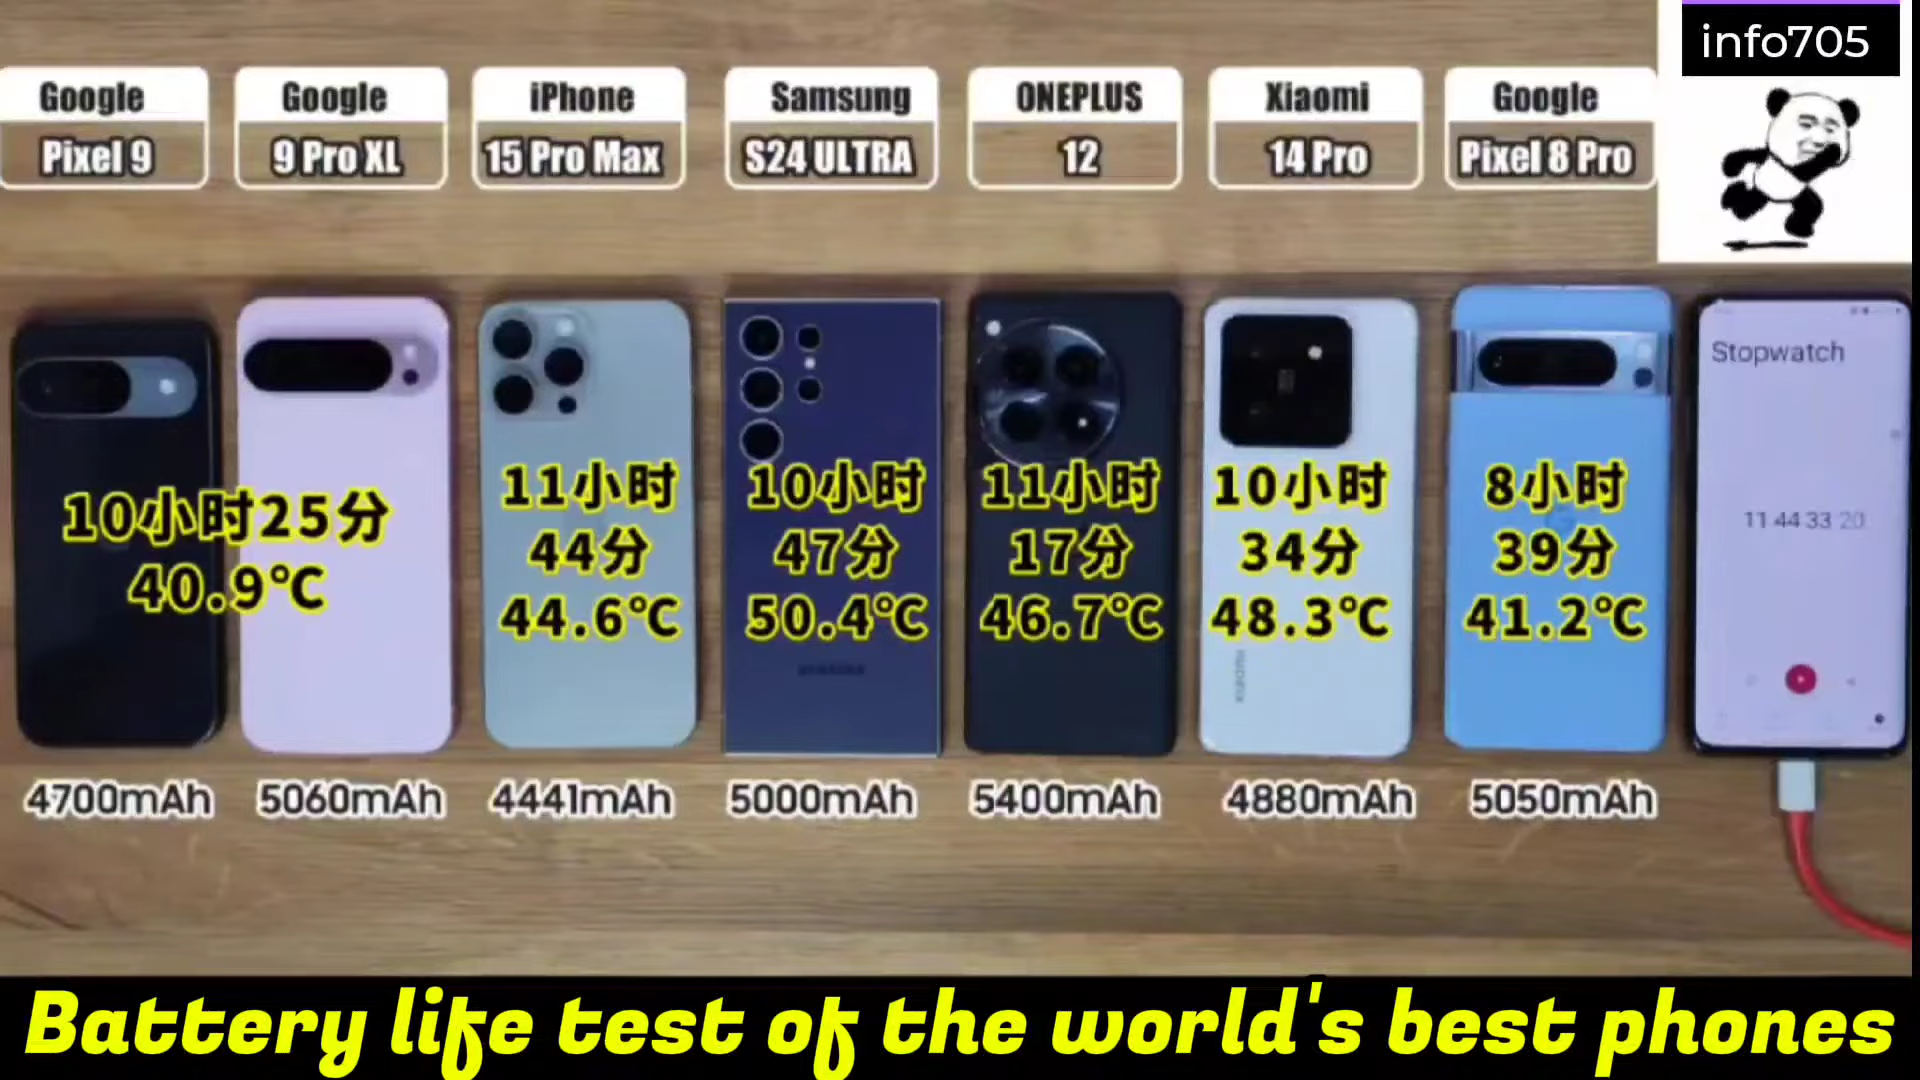 info705
Google
Pixel 9
Google
9 Pro XL
iPhone
15 Pro Max
Samsung
S24 ULTRA
ONEPLUS
12
Xiaomi
14 Pro
Google
Pixel 8 Pro
Stopwatch
11 44 33 20
10小时25分
40.9℃
11小时
44分
44.6℃
10小时
47分
50.4℃
11小时
17分
46.7℃
10小时
34分
48.3℃
8小时
39分
41.2℃
SAMSUNG
xiaomi
4700mAh
5060mAh
4441mAh
5000mAh
5400mAh
4880mAh
5050mAh
Battery life test of the world's best phones